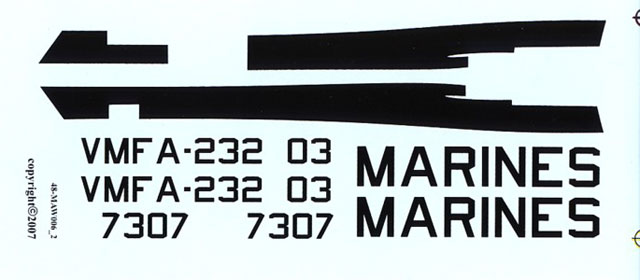 VMFA-232 03
VMFA-232 03
7307 7307
MARINES
MARINES
48-MAW006_2
copyright©2007